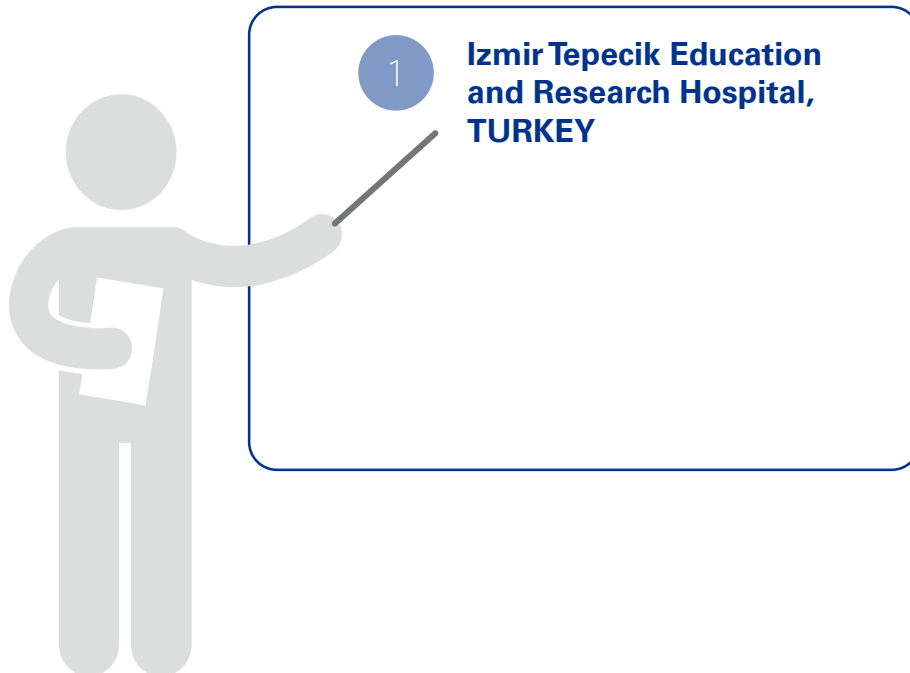 1
Izmir Tepecik Education
and Research Hospital,
TURKEY